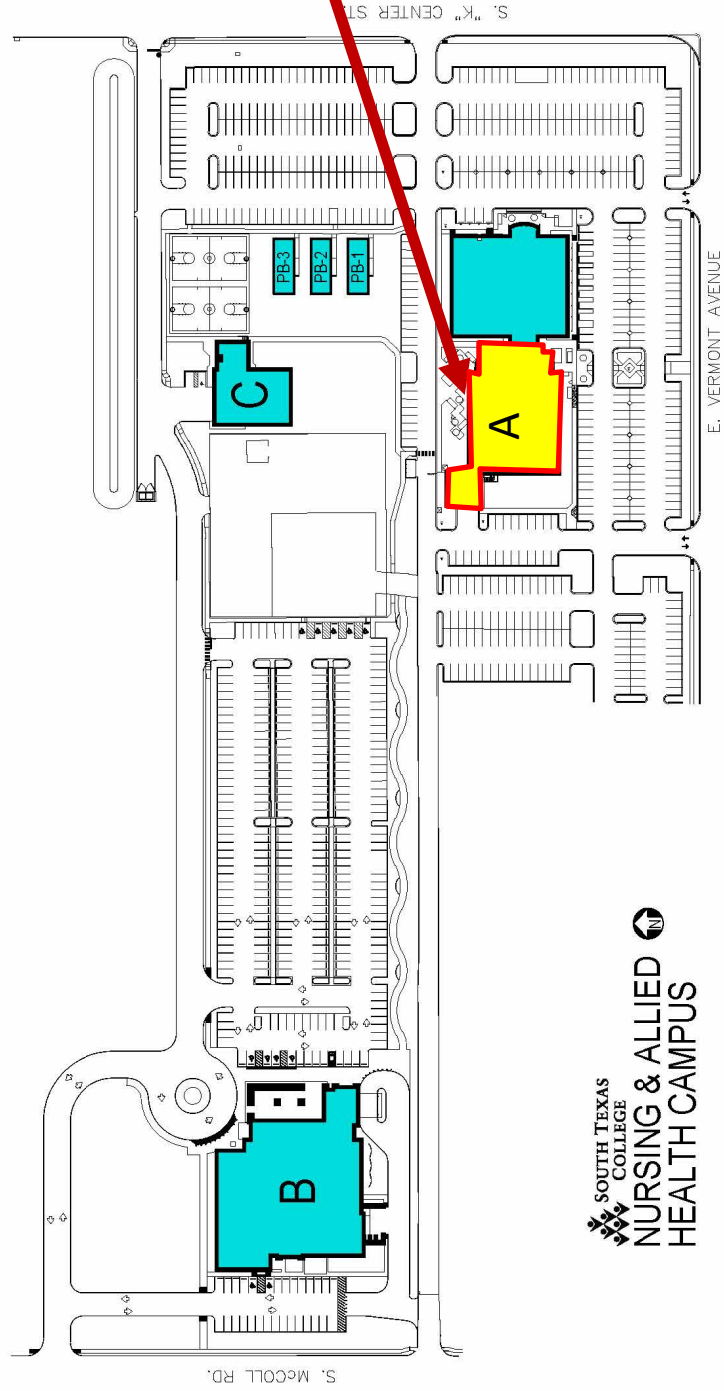 S. "K" CENTER ST.
PB-3
PB-2
PB-1
C
A
E. VERMONT AVENUE
B
S. McCOLL RD.
SOUTH TEXAS
COLLEGE
NURSING & ALLIED
HEALTH CAMPUS
N